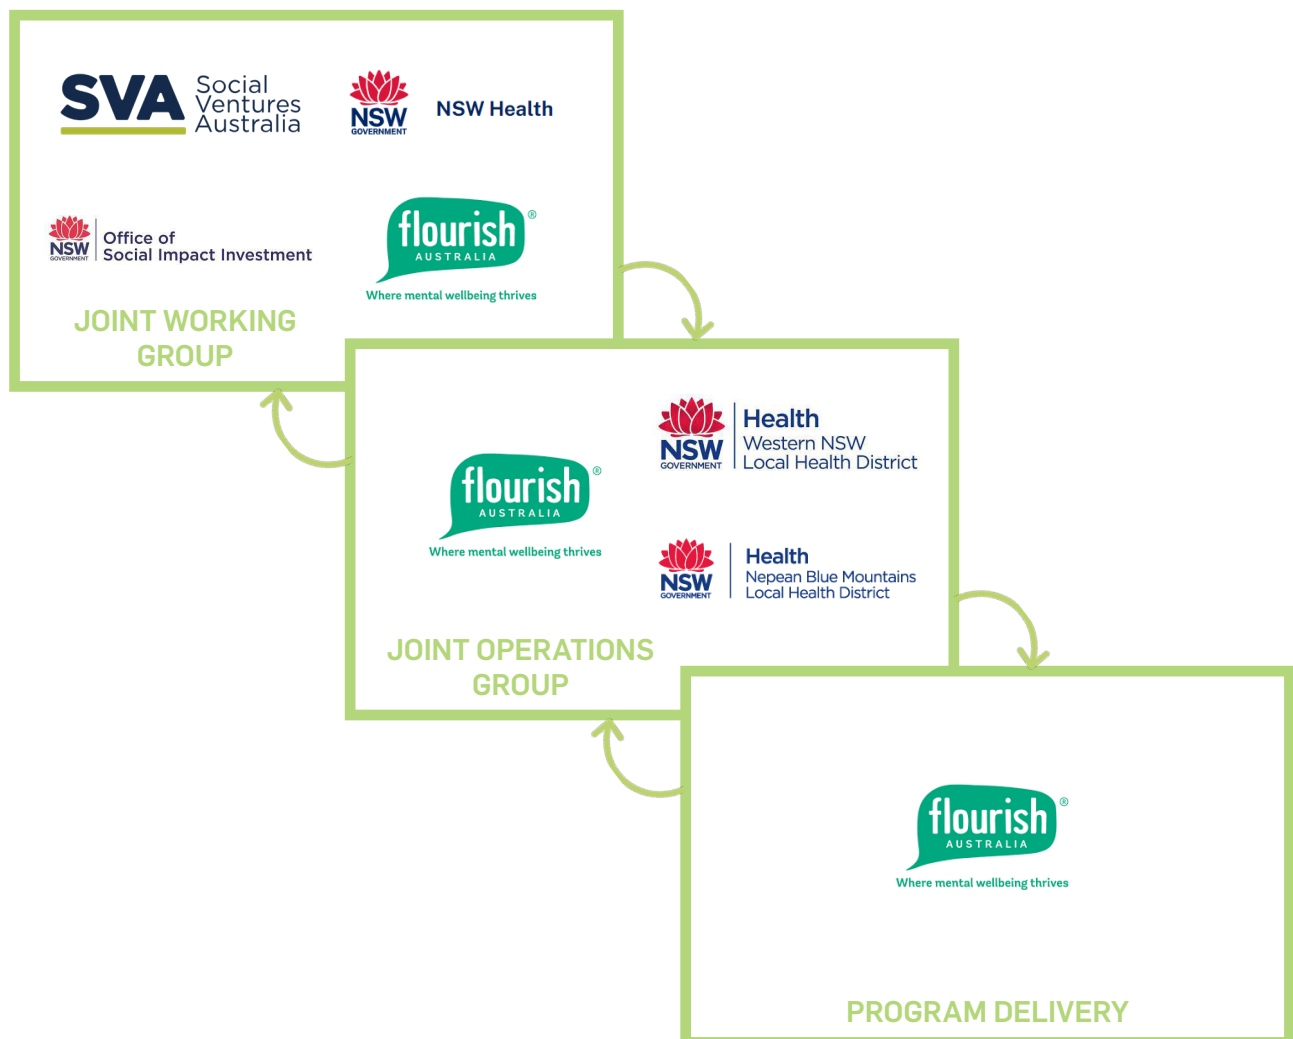 SVA Social
Ventures
Australia
NSW
GOVERNMENT
NSW Health
NSW
GOVERNMENT
Office of
Social Impact Investment
flourish ®
AUSTRALIA
Where mental wellbeing thrives
JOINT WORKING
GROUP
flourish ®
AUSTRALIA
Where mental wellbeing thrives
NSW
GOVERNMENT
Health
Western NSW
Local Health District
NSW
GOVERNMENT
Health
Nepean Blue Mountains
Local Health District
JOINT OPERATIONS
GROUP
flourish ®
AUSTRALIA
Where mental wellbeing thrives
PROGRAM DELIVERY